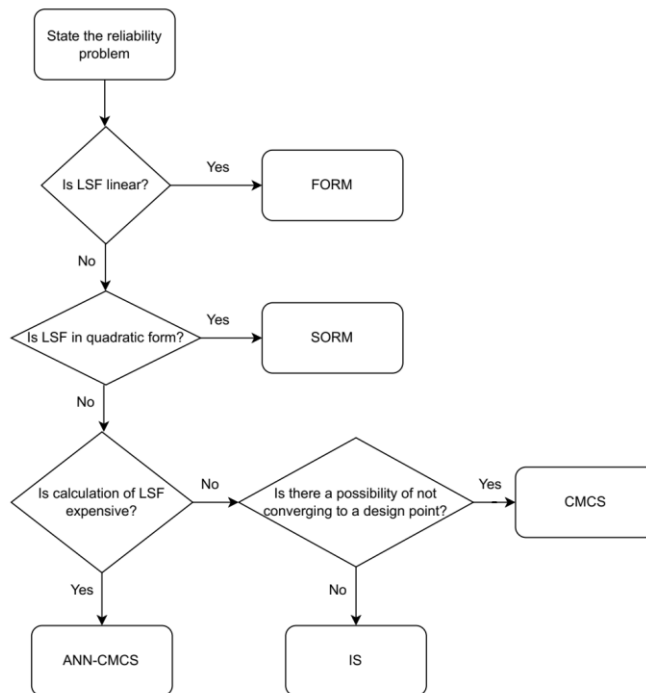 State the reliability
problem
Is LSF linear?
Yes
FORM
No
Is LSF in quadratic form?
Yes
SORM
No
Is calculation of LSF
expensive?
No
Is there a possibility of not
converging to a design point?
Yes
CMCS
Yes
No
ANN-CMCS
IS